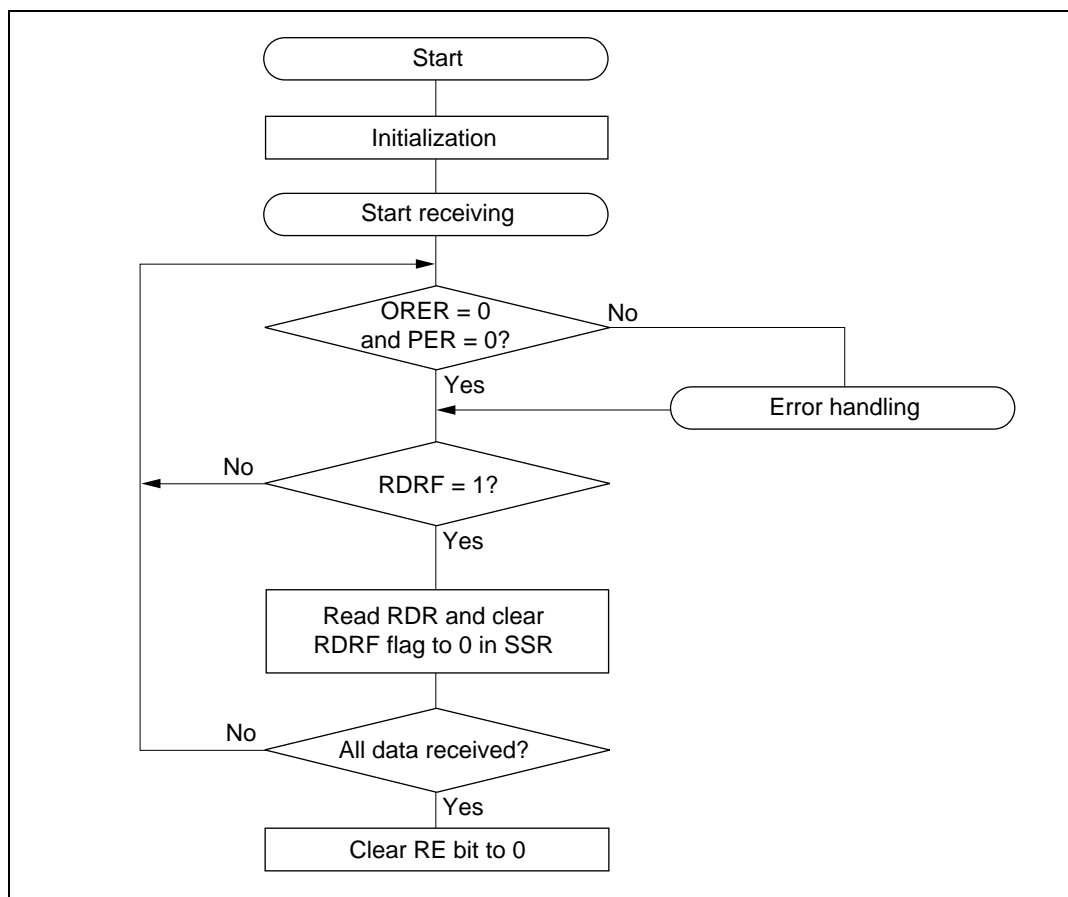 Start
Initialization
Start receiving
ORER = 0
and PER = 0?
No
Yes
Error handling
No
RDRF = 1?
Yes
Read RDR and clear
RDRF flag to 0 in SSR
No
All data received?
Yes
Clear RE bit to 0